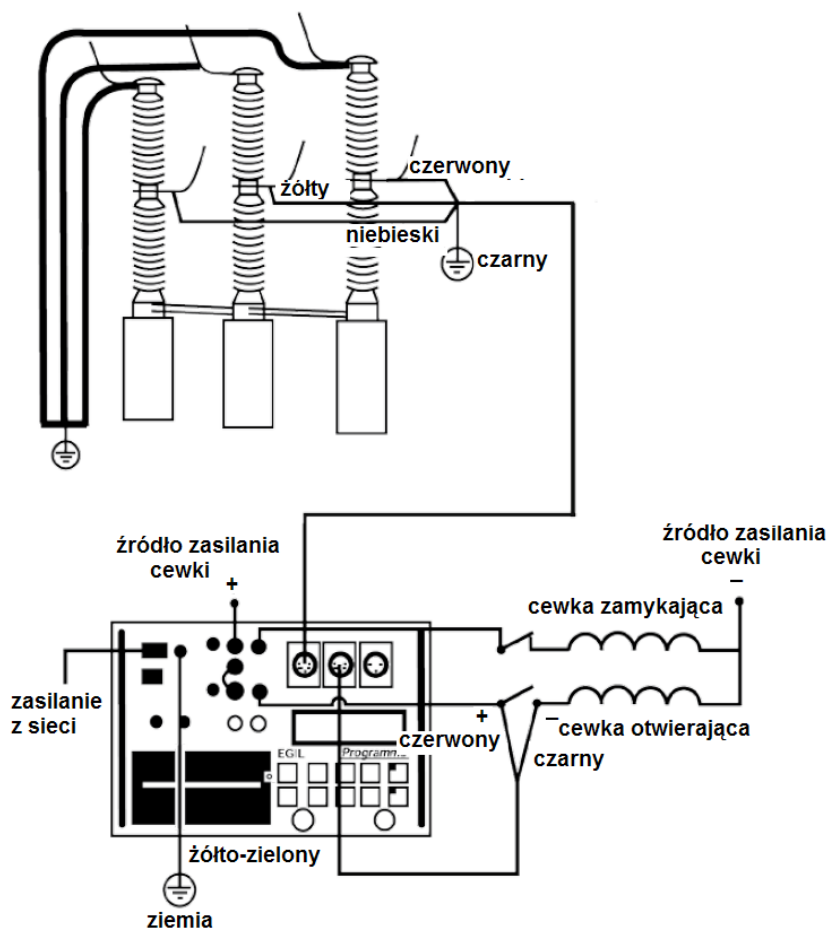 czerwony
żółty
niebieski
czarny
źródło zasilania
cewki
+
źródło zasilania
cewki
–
cewka zamykająca
zasilanie
z sieci
+
–
cewka otwierająca
czerwony
czarny
EGIL
żółto-zielony
ziemia